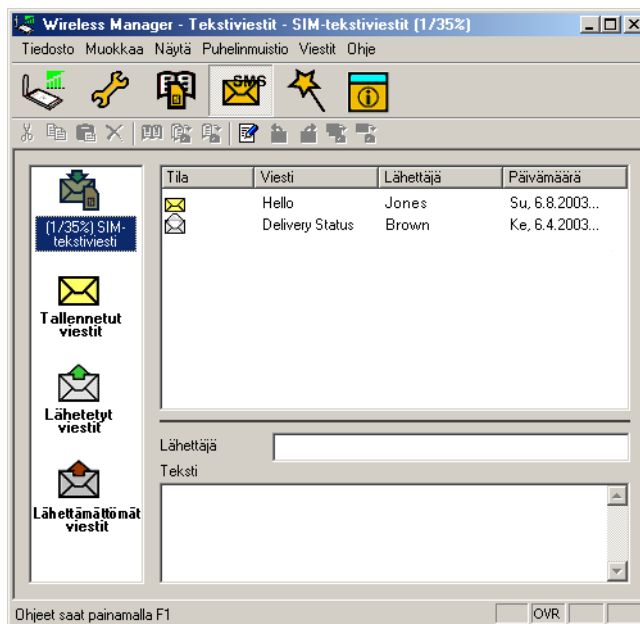 Wireless Manager - Tekstiviestit - SIM-tekstiviestit (1/35%)
Tiedosto Muokkaa Näytä Puhelinmuistio Viestit Ohje
SMS
Tila Viesti Lähettäjä Päivämäärä
Hello Jones Su, 6.8.2003...
Delivery Status Brown Ke, 6.4.2003...
(1/35%) SIM-
tekstiviesti
Tallennetut
viestit
Lähetetyt
viestit
Lähettämättömät
viestit
Lähettäjä
Teksti
Ohjeet saat painamalla F1
OVR